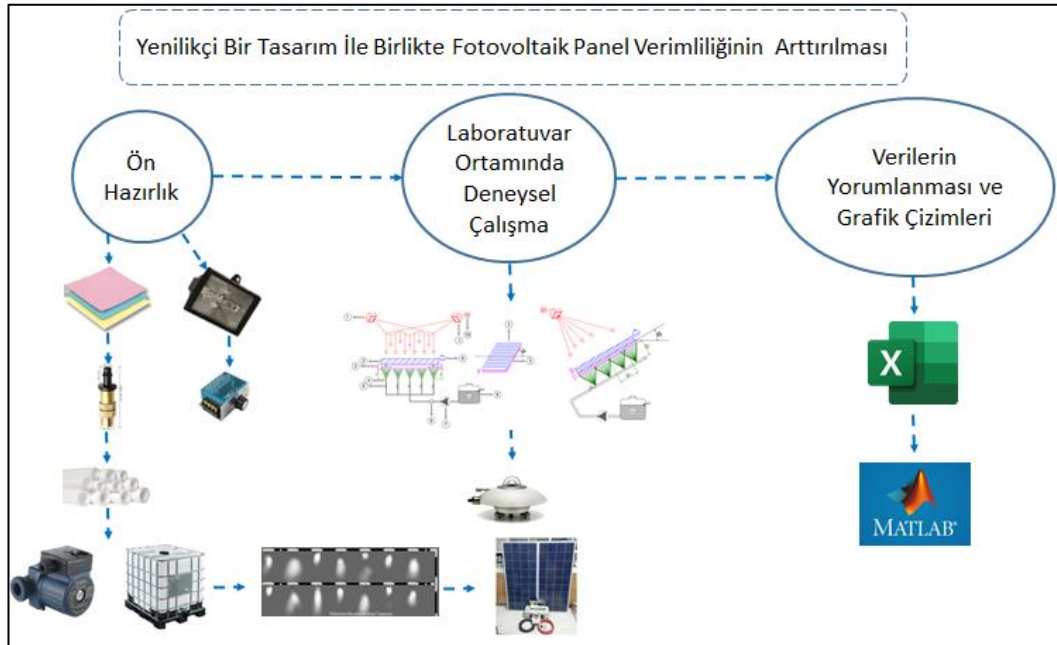 Yenilikçi Bir Tasarım İle Birlikte Fotovoltaik Panel Verimliliğinin Arttırılması
Ön
Hazırlık
Laboratuvar
Ortamında
Deneysel
Çalışma
Verilerin
Yorumlanması ve
Grafik Çizimleri
X
MATLAB®